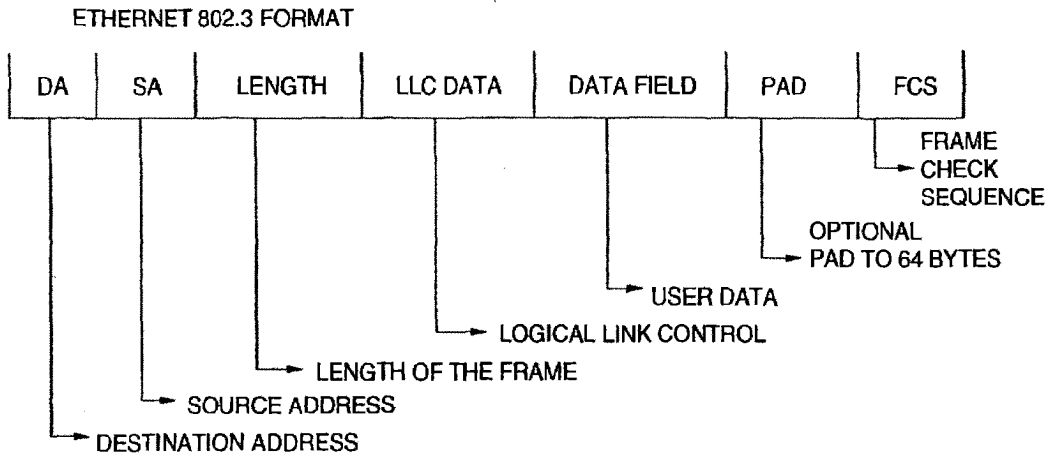 ETHERNET 802.3 FORMAT
DA SA LENGTH LLC DATA DATA FIELD PAD FCS
FRAME
CHECK
SEQUENCE
OPTIONAL
PAD TO 64 BYTES
USER DATA
LOGICAL LINK CONTROL
LENGTH OF THE FRAME
SOURCE ADDRESS
DESTINATION ADDRESS